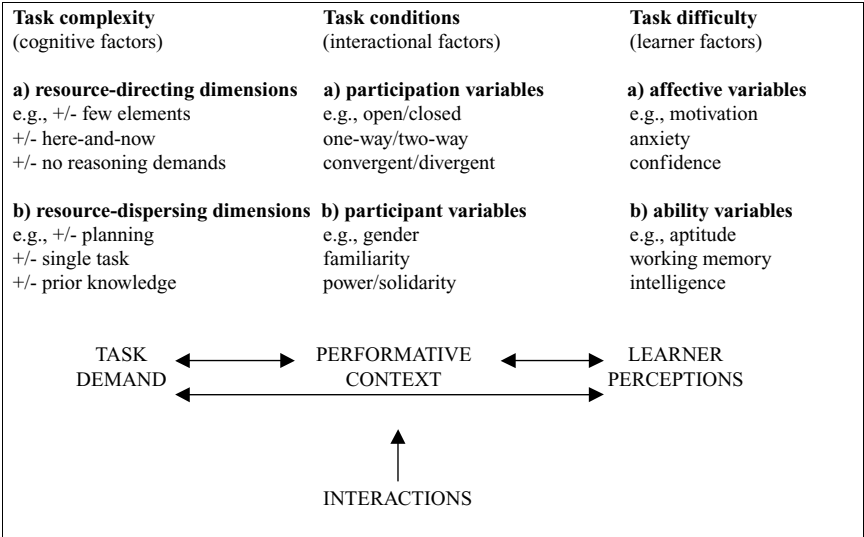 Task complexity
(cognitive factors)
a) resource-directing dimensions
e.g., +/- few elements
+/- here-and-now
+/- no reasoning demands
b) resource-dispersing dimensions
e.g., +/- planning
+/- single task
+/- prior knowledge
Task conditions
(interactional factors)
a) participation variables
e.g., open/closed
one-way/two-way
convergent/divergent
b) participant variables
e.g., gender
familiarity
power/solidarity
Task difficulty
(learner factors)
a) affective variables
e.g., motivation
anxiety
confidence
b) ability variables
e.g., aptitude
working memory
intelligence
TASK
DEMAND
PERFORMATIVE
CONTEXT
LEARNER
PERCEPTIONS
INTERACTIONS